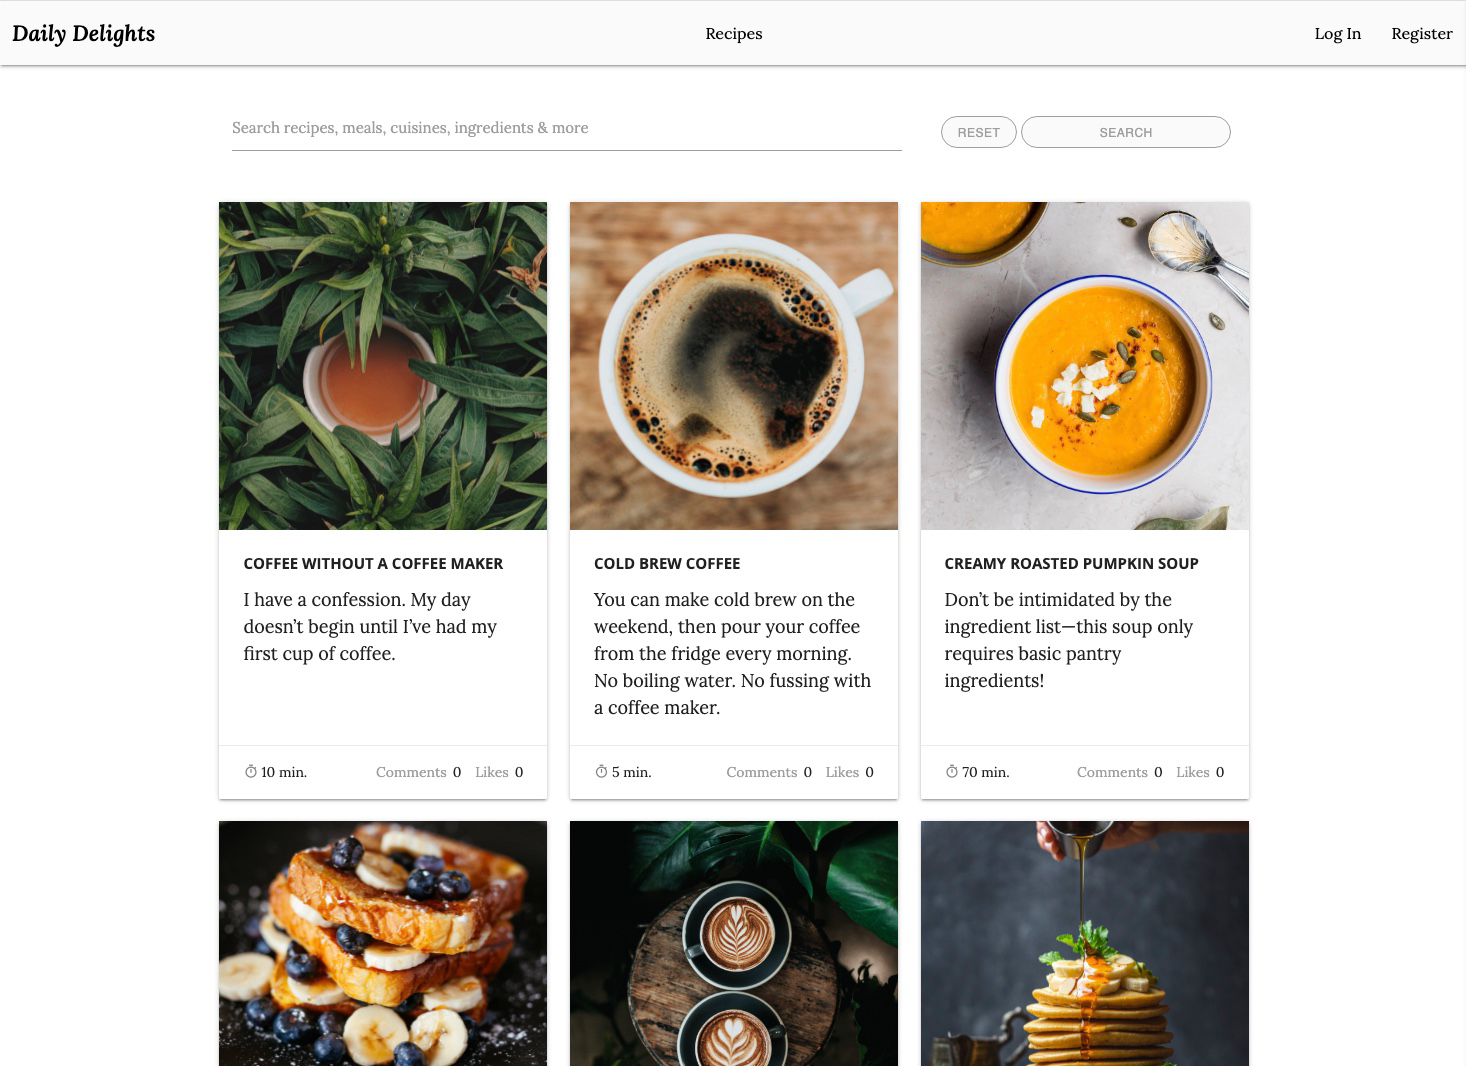 Daily Delights
Recipes
Log In
Register
Search recipes, meals, cuisines, ingredients & more
RESET
SEARCH
COFFEE WITHOUT A COFFEE MAKER
I have a confession. My day
doesn’t begin until I’ve had my
first cup of coffee.
10 min.
Comments 0
Likes 0
COLD BREW COFFEE
You can make cold brew on the
weekend, then pour your coffee
from the fridge every morning.
No boiling water. No fussing with
a coffee maker.
5 min.
Comments 0
Likes 0
CREAMY ROASTED PUMPKIN SOUP
Don’t be intimidated by the
ingredient list—this soup only
requires basic pantry
ingredients!
70 min.
Comments 0
Likes 0